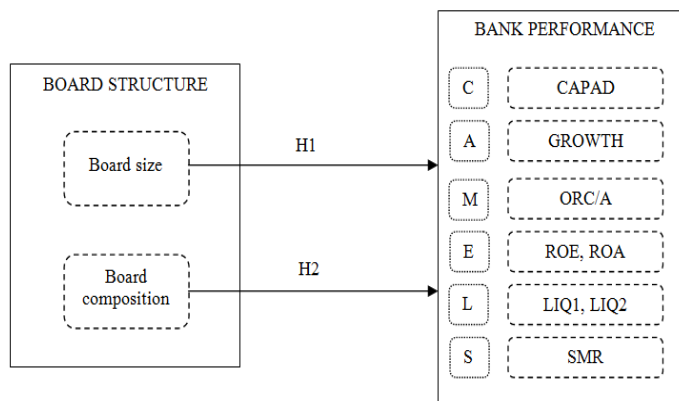 BOARD STRUCTURE
Board size
Board
composition
H1
H2
BANK PERFORMANCE
C CAPAD
A GROWTH
M ORC/A
E ROE, ROA
L LIQ1, LIQ2
S SMR